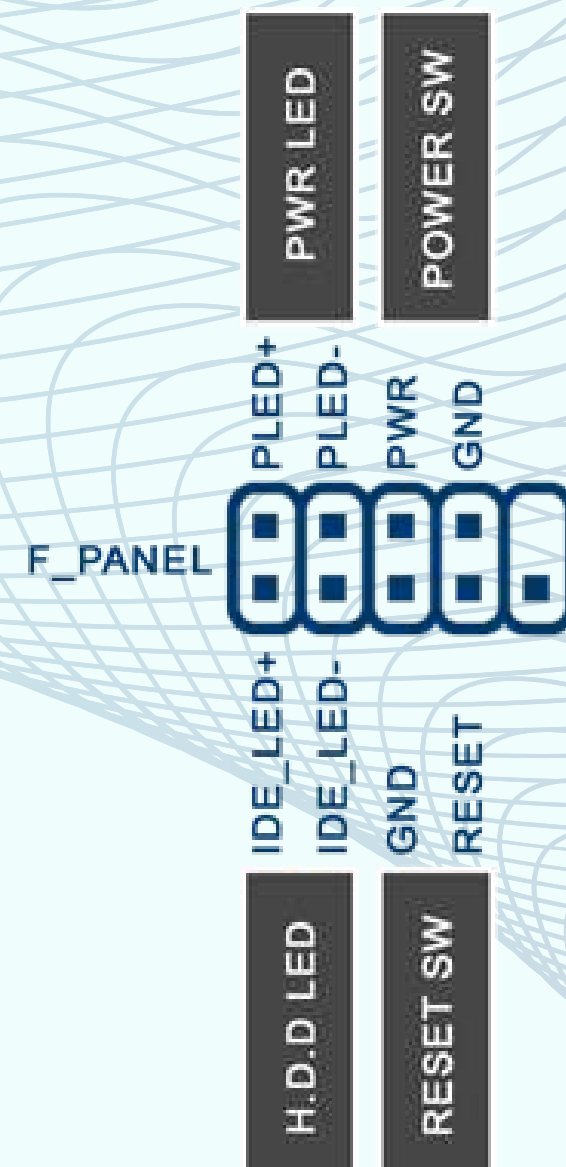 PWR LED
POWER SW
PLED+
PLED-
PWR
GND
F_PANEL
IDE_LED+
IDE_LED-
GND
RESET
H.D.D LED
RESET SW